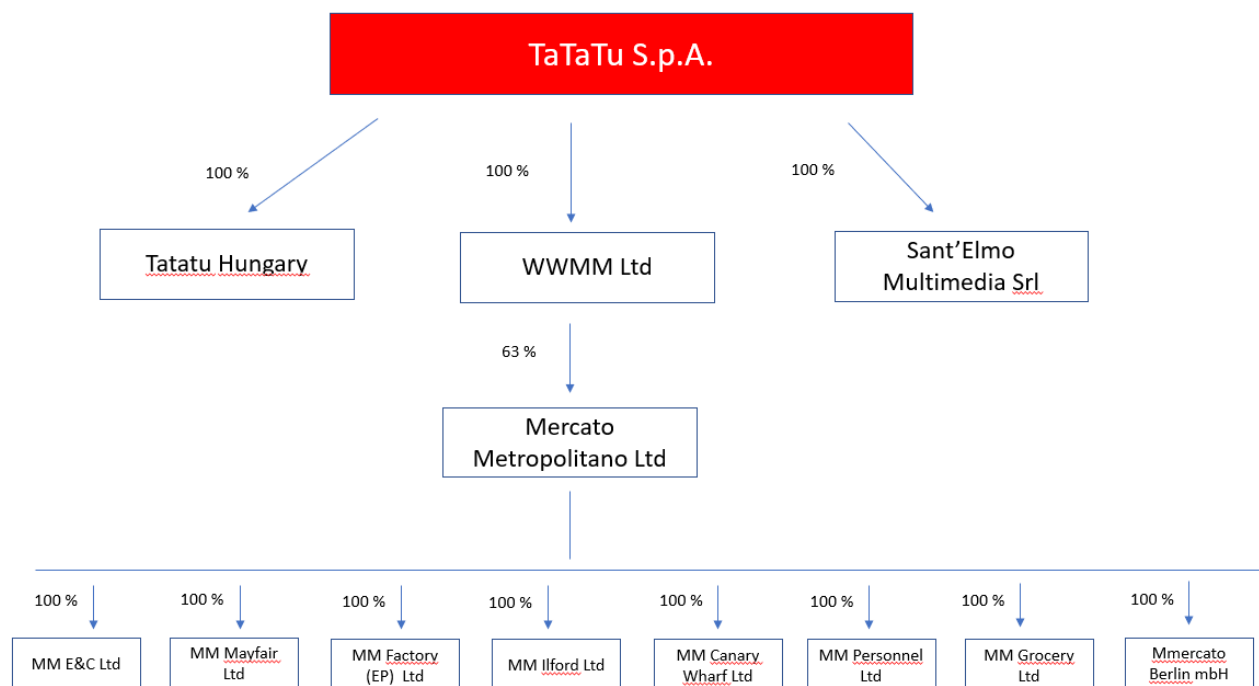 TaTaTu S.p.A.
100 %
100 %
100 %
Tatatu Hungary
WWMM Ltd
Sant’Elmo
Multimedia Srl
63 %
Mercato
Metropolitano Ltd
100 %
100 %
100 %
100 %
100 %
100 %
100 %
100 %
MM E&C Ltd
MM Mayfair
Ltd
MM Factory
(EP) Ltd
MM Ilford Ltd
MM Canary
Wharf Ltd
MM Personnel
Ltd
MM Grocery
Ltd
Mmercato
Berlin mbH